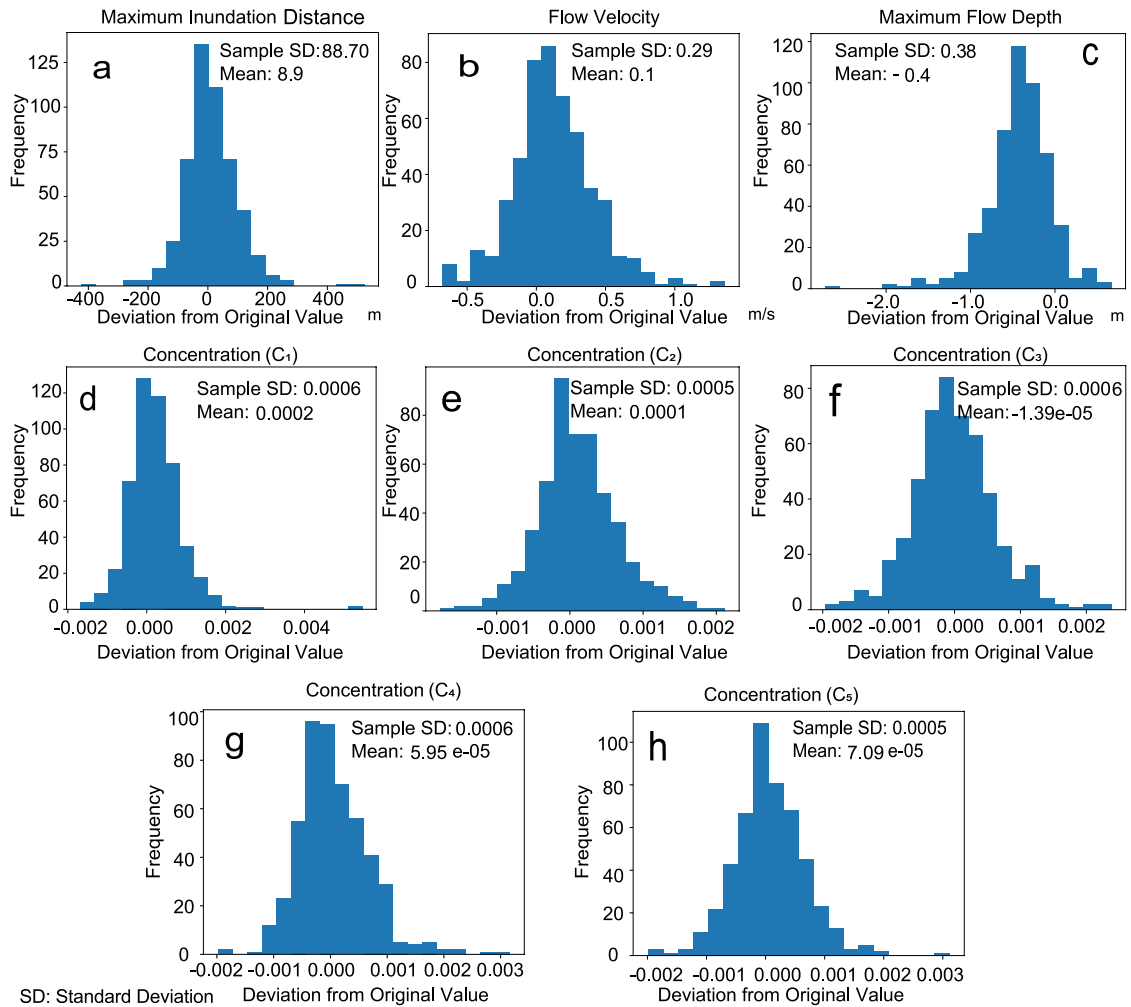 Maximum Inundation Distance
a
Sample SD:88.70
Mean: 8.9
Frequency
125
100
75
50
25
0
-400 -200 0 200 400
Deviation from Original Value m
Flow Velocity
b
Sample SD: 0.29
Mean: 0.1
Frequency
80
60
40
20
0
-0.5 0.0 0.5 1.0
Deviation from Original Value m/s
Maximum Flow Depth
Sample SD: 0.38
Mean: - 0.4
c
Frequency
120
100
80
60
40
20
0
-2.0 -1.0 0.0
Deviation from Original Value m
Concentration (C₁)
d
Sample SD: 0.0006
Mean: 0.0002
Frequency
120
100
80
60
40
20
0
-0.002 0.000 0.002 0.004
Deviation from Original Value
Concentration (C₂)
e
Sample SD: 0.0005
Mean: 0.0001
Frequency
80
60
40
20
0
-0.001 0.000 0.001 0.002
Deviation from Original Value
Concentration (C₃)
f
Sample SD: 0.0006
Mean: -1.39e-05
Frequency
80
60
40
20
0
-0.002 -0.001 0.000 0.001 0.002
Deviation from Original Value
Concentration (C₄)
g
Sample SD: 0.0006
Mean: 5.95 e-05
Frequency
100
80
60
40
20
0
-0.002 -0.001 0.000 0.001 0.002 0.003
Deviation from Original Value
Concentration (C₅)
h
Sample SD: 0.0005
Mean: 7.09 e-05
Frequency
100
80
60
40
20
0
-0.002 -0.001 0.000 0.001 0.002 0.003
Deviation from Original Value
SD: Standard Deviation